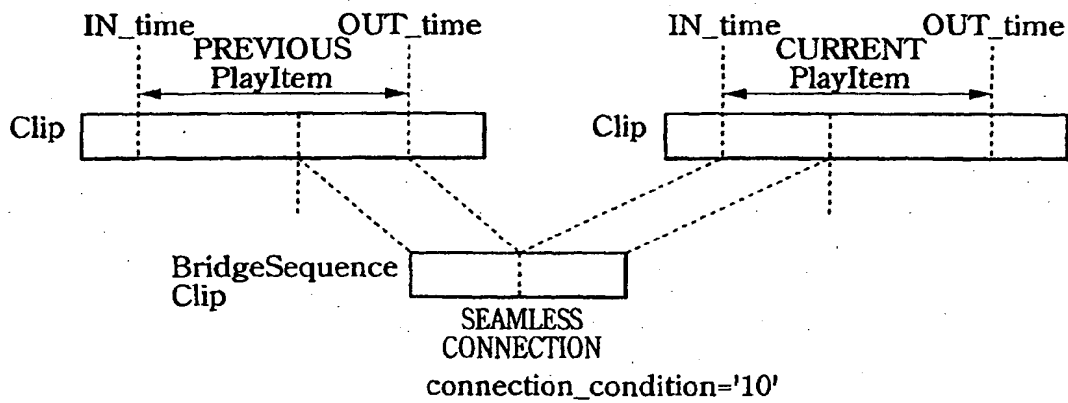 IN_time OUT_time IN_time OUT_time
PREVIOUS CURRENT
PlayItem PlayItem
Clip Clip
BridgeSequence
Clip
SEAMLESS
CONNECTION
connection_condition='10'